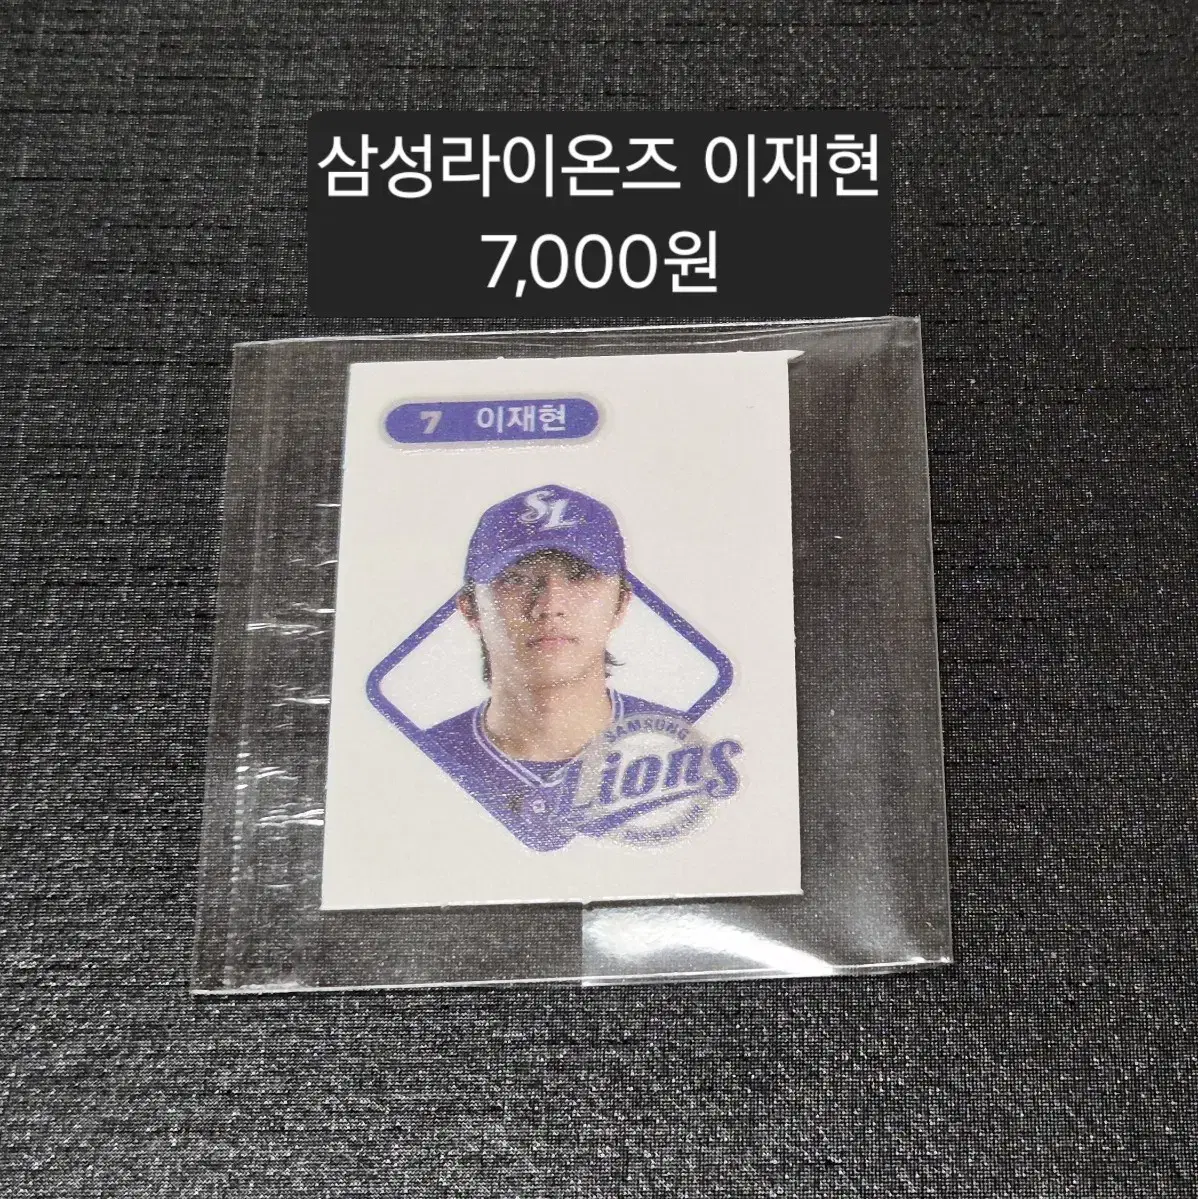 삼성라이온즈 이재현
7,000원
7 이재현
SL
SAMSUNG
Lions